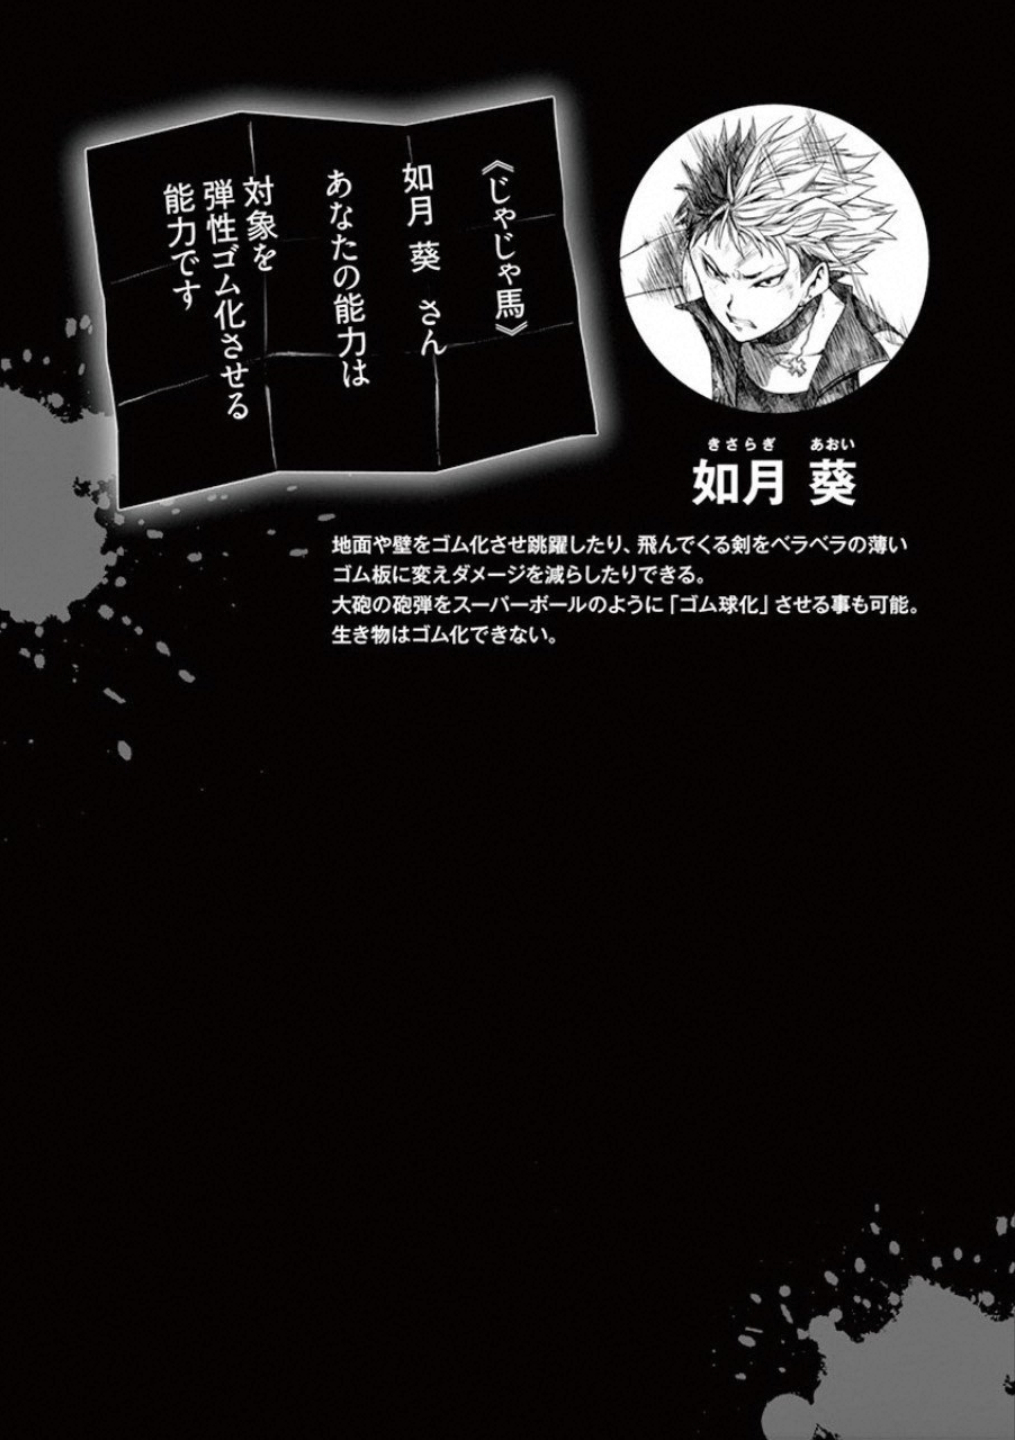 《じゃじゃ馬》
如月 葵 さん
あなたの能力は
対象を
弾性ゴム化させる
能力です
きさらぎ あおい
如月 葵
地面や壁をゴム化させ跳躍したり、飛んでくる剣をベラベラの薄い
ゴム板に変えダメージを減らしたりできる。
大砲の砲弾をスーパーボールのように「ゴム球化」させる事も可能。
生き物はゴム化できない。